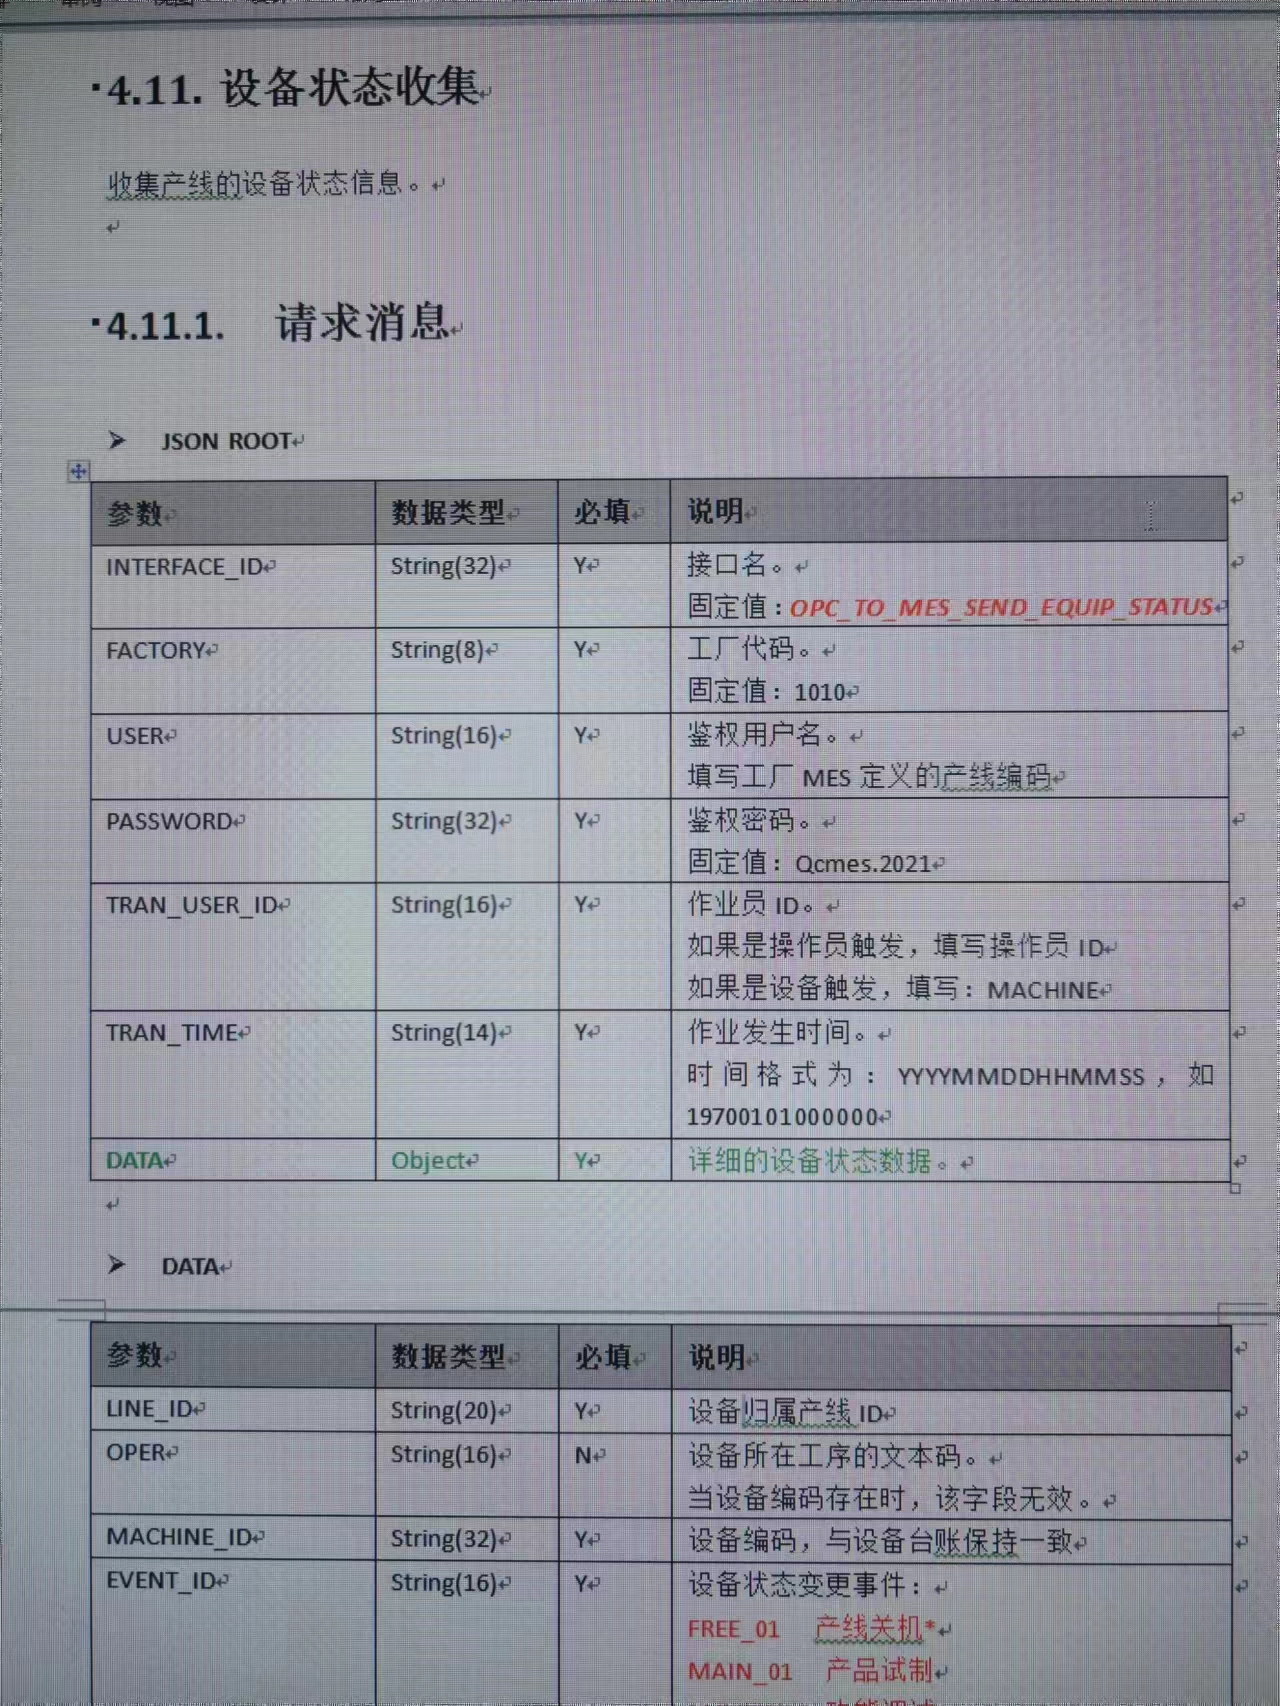 4.11. 设备状态收集
收集产线的设备状态信息。
4.11.1. 请求消息
JSON ROOT
参数 数据类型 必填 说明
INTERFACE_ID String(32) Y 接口名。
固定值：OPC_TO_MES_SEND_EQUIP_STATUS
FACTORY String(8) Y 工厂代码。
固定值：1010
USER String(16) Y 鉴权用户名。
填写工厂 MES 定义的产线编码
PASSWORD String(32) Y 鉴权密码。
固定值：Qcmes.2021
TRAN_USER_ID String(16) Y 作业员 ID。
如果是操作员触发，填写操作员 ID
如果是设备触发，填写：MACHINE
TRAN_TIME String(14) Y 作业发生时间。
时间格式为：YYYYMMDDHHMMSS，如
19700101000000
DATA Object Y 详细的设备状态数据。
DATA
参数 数据类型 必填 说明
LINE_ID String(20) Y 设备归属产线 ID
OPER String(16) N 设备所在工序的文本码。
当设备编码存在时，该字段无效。
MACHINE_ID String(32) Y 设备编码，与设备台账保持一致
EVENT_ID String(16) Y 设备状态变更事件：
FREE_01 产线关机*
MAIN_01 产品试制